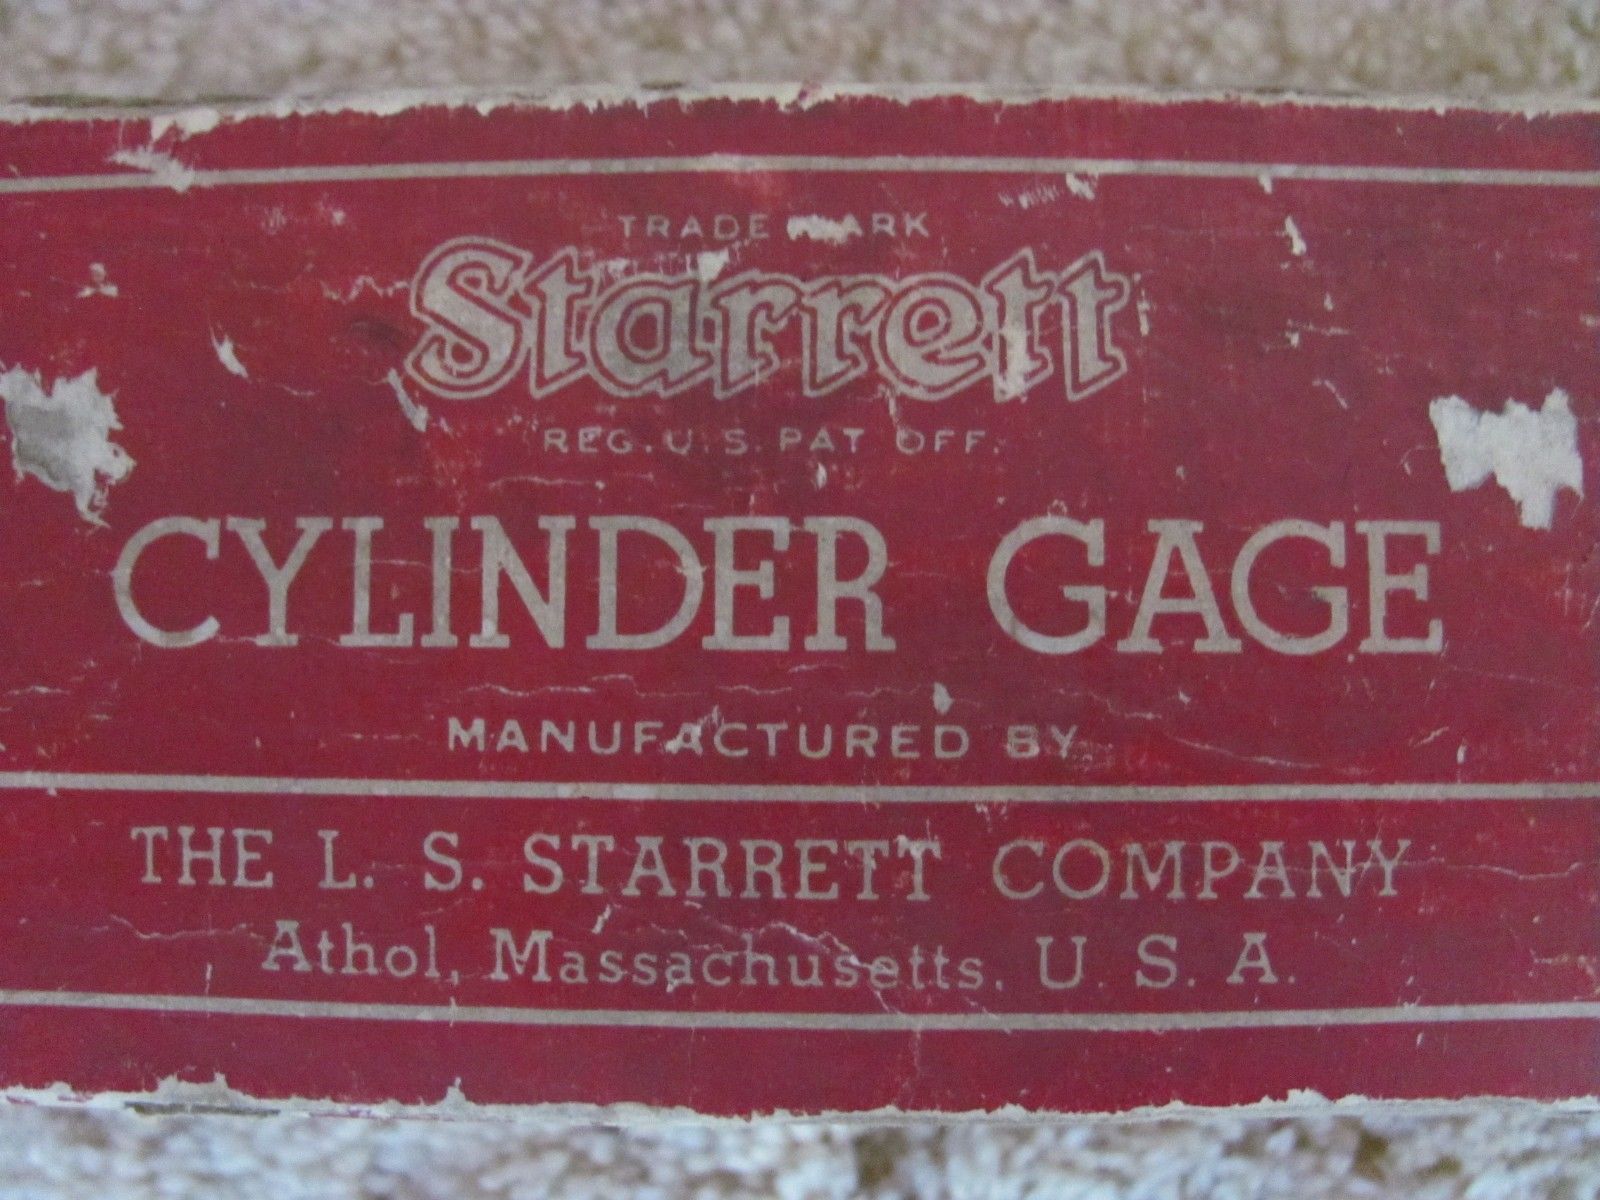 TRADE MARK
Starrett
REG. U.S. PAT OFF.
CYLINDER GAGE
MANUFACTURED BY
THE L. S. STARRETT COMPANY
Athol, Massachusetts, U. S. A.